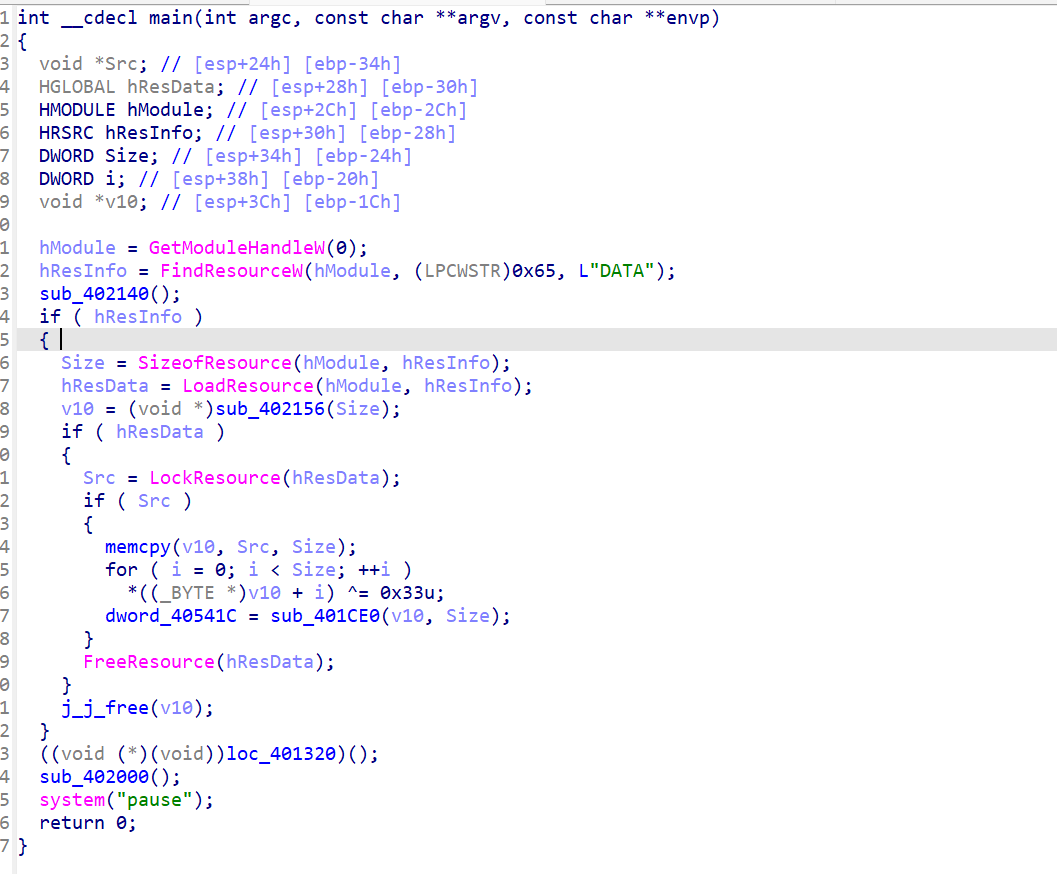 1 int __cdecl main(int argc, const char **argv, const char **envp)
2 {
3   void *Src; // [esp+24h] [ebp-34h]
4   HGLOBAL hResData; // [esp+28h] [ebp-30h]
5   HMODULE hModule; // [esp+2Ch] [ebp-2Ch]
6   HRSRC hResInfo; // [esp+30h] [ebp-28h]
7   DWORD Size; // [esp+34h] [ebp-24h]
8   DWORD i; // [esp+38h] [ebp-20h]
9   void *v10; // [esp+3Ch] [ebp-1Ch]
0
1   hModule = GetModuleHandleW(0);
2   hResInfo = FindResourceW(hModule, (LPCWSTR)0x65, L"DATA");
3   sub_402140();
4   if ( hResInfo )
5   {
6     Size = SizeofResource(hModule, hResInfo);
7     hResData = LoadResource(hModule, hResInfo);
8     v10 = (void *)sub_402156(Size);
9     if ( hResData )
0     {
1       Src = LockResource(hResData);
2       if ( Src )
3       {
4         memcpy(v10, Src, Size);
5         for ( i = 0; i < Size; ++i )
6           *((_BYTE *)v10 + i) ^= 0x33u;
7         dword_40541C = sub_401CE0(v10, Size);
8       }
9       FreeResource(hResData);
0     }
1     j_j_free(v10);
2   }
3   ((void (*)(void))loc_401320)();
4   sub_402000();
5   system("pause");
6   return 0;
7 }